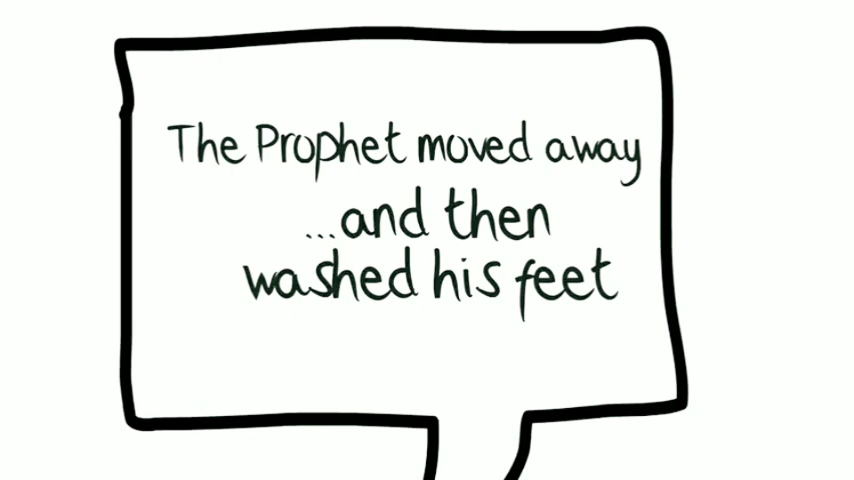 The Prophet moved away
...and then
washed his feet